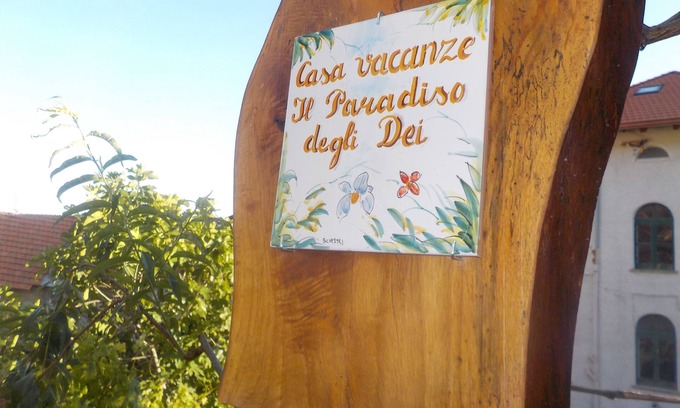 Casa vacanze
Il Paradiso
degli Dei